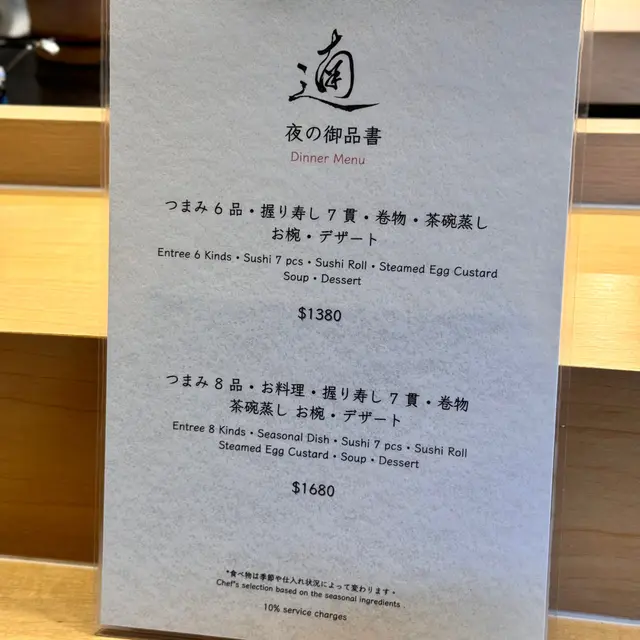 夜の御品書
Dinner Menu
つまみ 6 品・握り寿し 7 貫・巻物・茶碗蒸し
お椀・デザート
Entree 6 Kinds • Sushi 7 pcs • Sushi Roll • Steamed Egg Custard
Soup • Dessert
$1380
つまみ 8 品・お料理・握り寿し 7 貫・巻物
茶碗蒸し お椀・デザート
Entree 8 Kinds • Seasonal Dish • Sushi 7 pcs • Sushi Roll
Steamed Egg Custard • Soup • Dessert
$1680
*食べ物は季節や仕入れ状況によって変わります・
Chef's selection based on the seasonal ingredients .
10% service charges